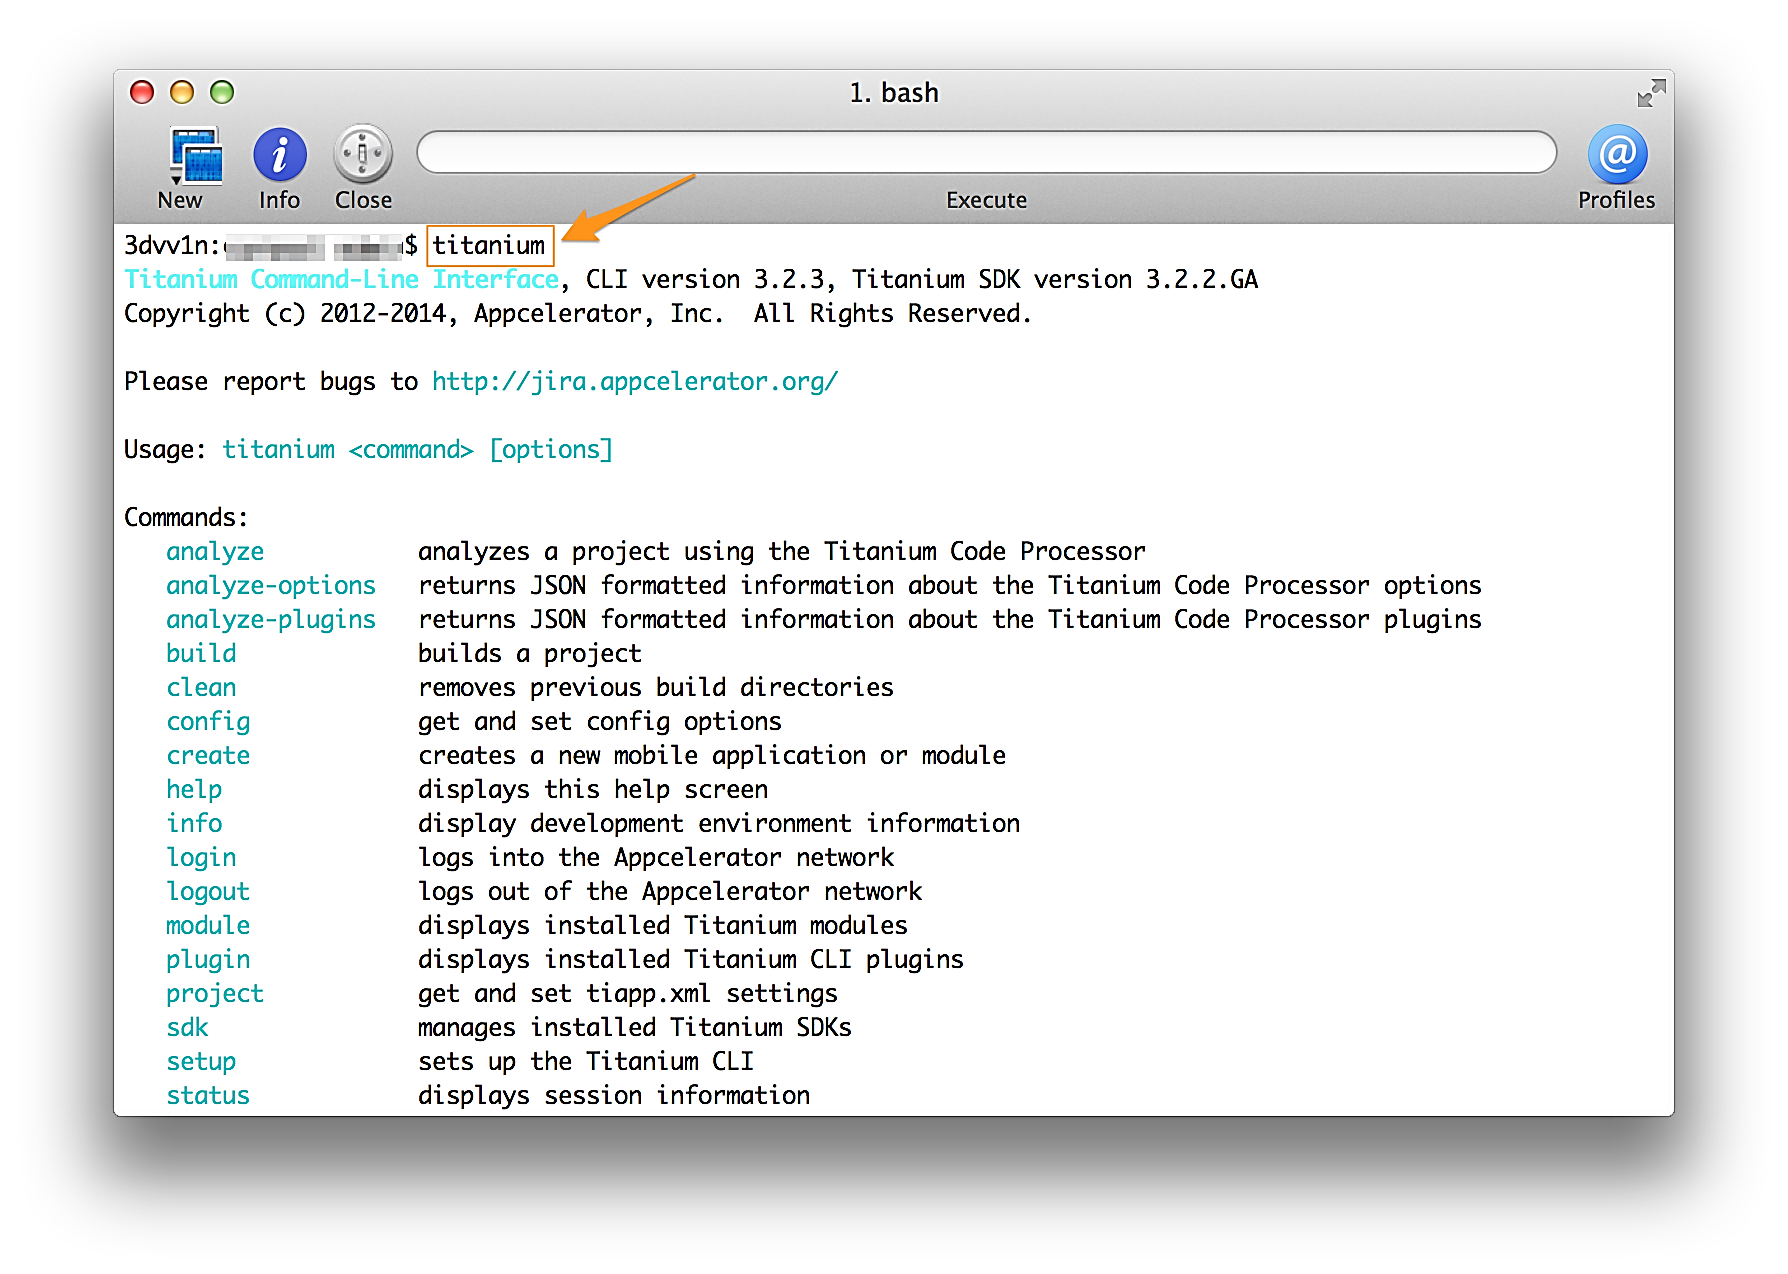 1. bash
New Info Close Execute Profiles
3dvv1n: $ titanium
Titanium Command-Line Interface, CLI version 3.2.3, Titanium SDK version 3.2.2.GA
Copyright (c) 2012-2014, Appcelerator, Inc.  All Rights Reserved.
Please report bugs to http://jira.appcelerator.org/
Usage: titanium <command> [options]
Commands:
analyze analyzes a project using the Titanium Code Processor
analyze-options returns JSON formatted information about the Titanium Code Processor options
analyze-plugins returns JSON formatted information about the Titanium Code Processor plugins
build builds a project
clean removes previous build directories
config get and set config options
create creates a new mobile application or module
help displays this help screen
info display development environment information
login logs into the Appcelerator network
logout logs out of the Appcelerator network
module displays installed Titanium modules
plugin displays installed Titanium CLI plugins
project get and set tiapp.xml settings
sdk manages installed Titanium SDKs
setup sets up the Titanium CLI
status displays session information